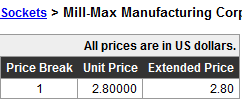 Sockets > Mill-Max Manufacturing Corp
All prices are in US dollars.
Price Break Unit Price Extended Price
1 2.80000 2.80